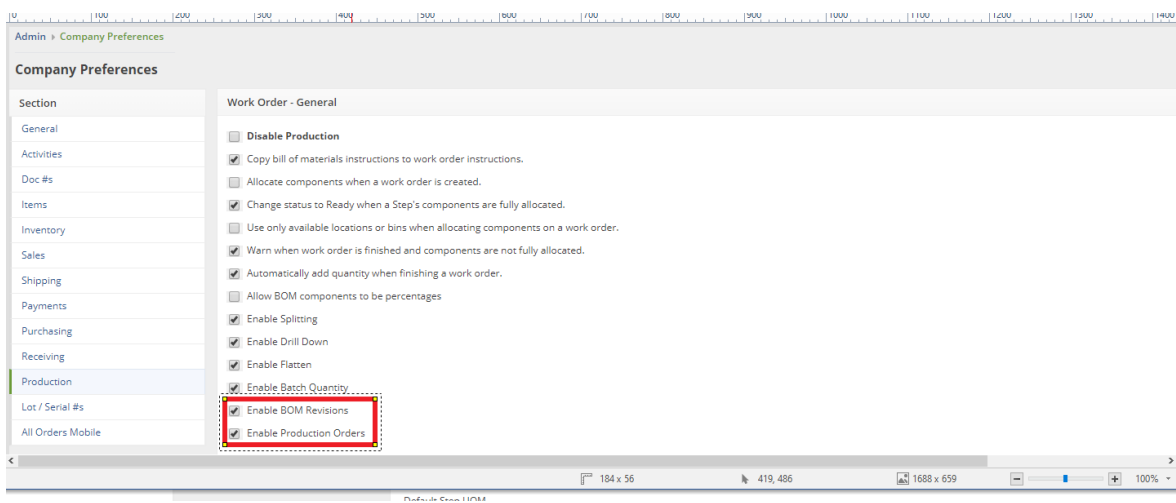 0 100 200 300 400 500 600 700 800 900 1000 1100 1200 1300 1400
Admin Company Preferences
Company Preferences
Section
General
Activities
Doc #s
Items
Inventory
Sales
Shipping
Payments
Purchasing
Receiving
Production
Lot / Serial #s
All Orders Mobile
Work Order - General
Disable Production
Copy bill of materials instructions to work order instructions.
Allocate components when a work order is created.
Change status to Ready when a Step's components are fully allocated.
Use only available locations or bins when allocating components on a work order.
Warn when work order is finished and components are not fully allocated.
Automatically add quantity when finishing a work order.
Allow BOM components to be percentages
Enable Splitting
Enable Drill Down
Enable Flatten
Enable Batch Quantity
Enable BOM Revisions
Enable Production Orders
184 x 56 419, 486 1688 x 659 100%
Default Step UOM